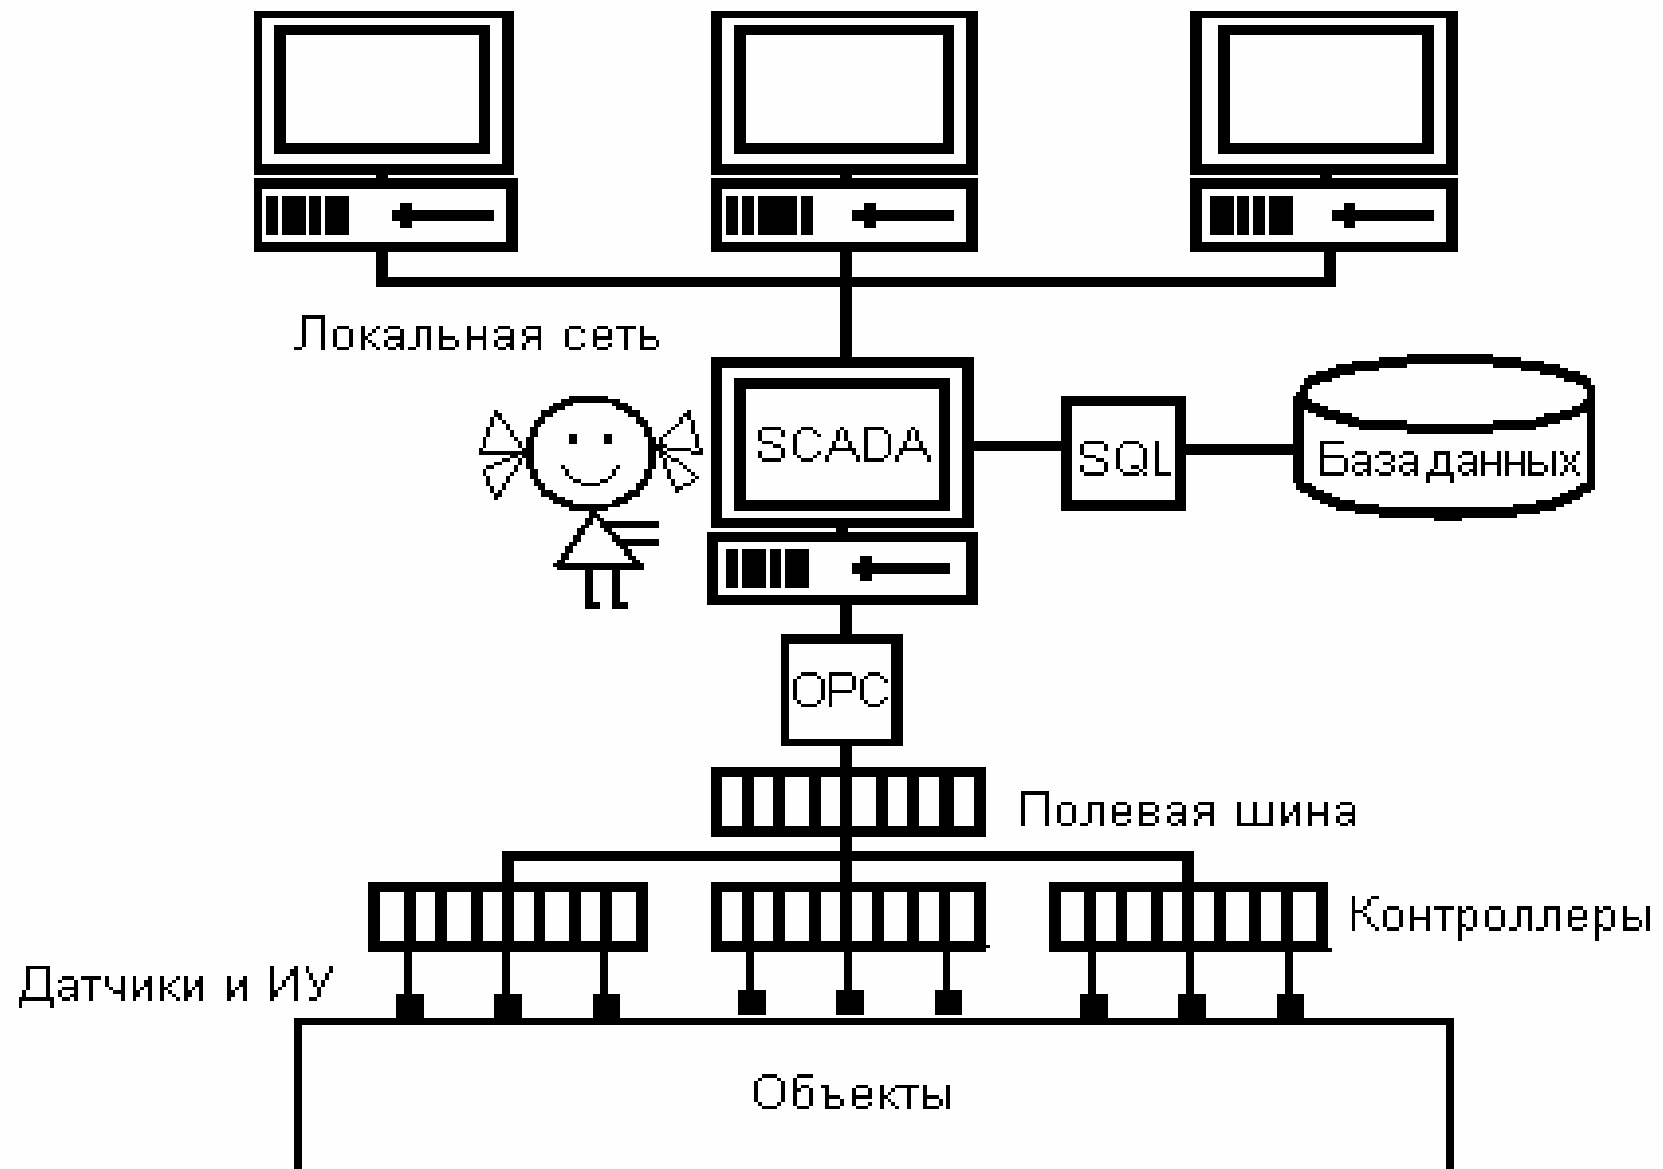 Локальная сеть
SCADA
SQL
База данных
OPC
Полевая шина
Контроллеры
Датчики и ИУ
Объекты